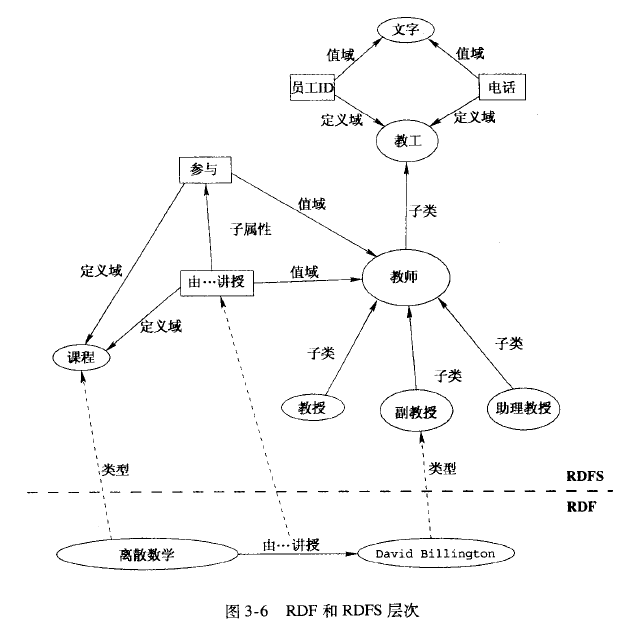 文字
值域
值域
员工ID
电话
定义域
定义域
教工
参与
值域
子类
子属性
定义域
由…讲授
值域
教师
定义域
课程
子类
子类
子类
教授
副教授
助理教授
类型
类型
RDFS
RDF
离散数学
由…讲授
David Billington
图 3-6 RDF 和 RDFS 层次